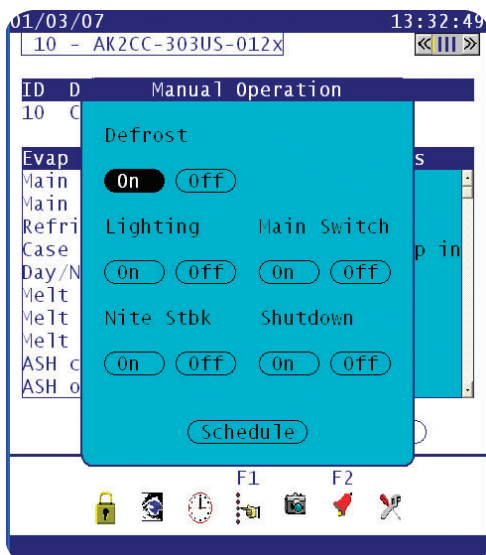 01/03/07 13:32:49
10 - AK2CC-303US-012x
ID D
Manual Operation
10 C
Defrost
Evap s
Main On Off
Main
Refri Lighting Main Switch
Case p in
Day/N On Off On Off
Melt
Melt Nite Stbk Shutdown
Melt
ASH c On Off On Off
ASH o
Schedule
F1 F2